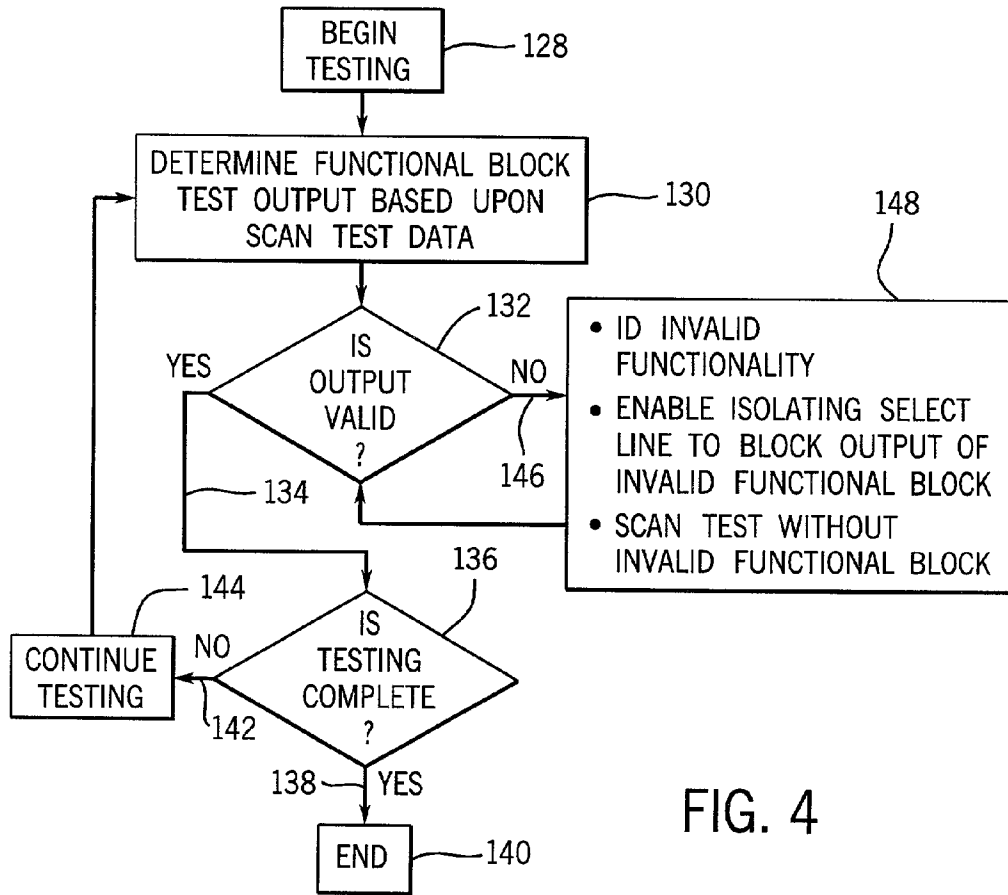 BEGIN
TESTING
128
DETERMINE FUNCTIONAL BLOCK
TEST OUTPUT BASED UPON
SCAN TEST DATA
130
148
132
IS
OUTPUT
VALID
?
YES
NO
146
134
• ID INVALID
FUNCTIONALITY
• ENABLE ISOLATING SELECT
LINE TO BLOCK OUTPUT OF
INVALID FUNCTIONAL BLOCK
• SCAN TEST WITHOUT
INVALID FUNCTIONAL BLOCK
136
144
IS
TESTING
COMPLETE
?
NO
CONTINUE
TESTING
142
138
YES
END
140
FIG. 4